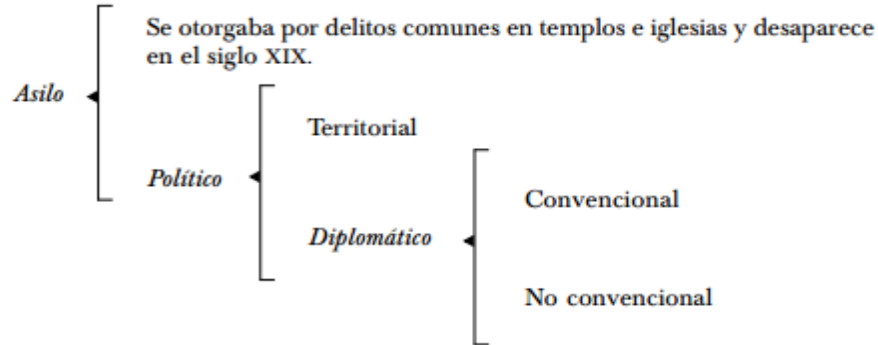 Se otorgaba por delitos comunes en templos e iglesias y desaparece
en el siglo XIX.
Asilo
Territorial
Político
Convencional
Diplomático
No convencional